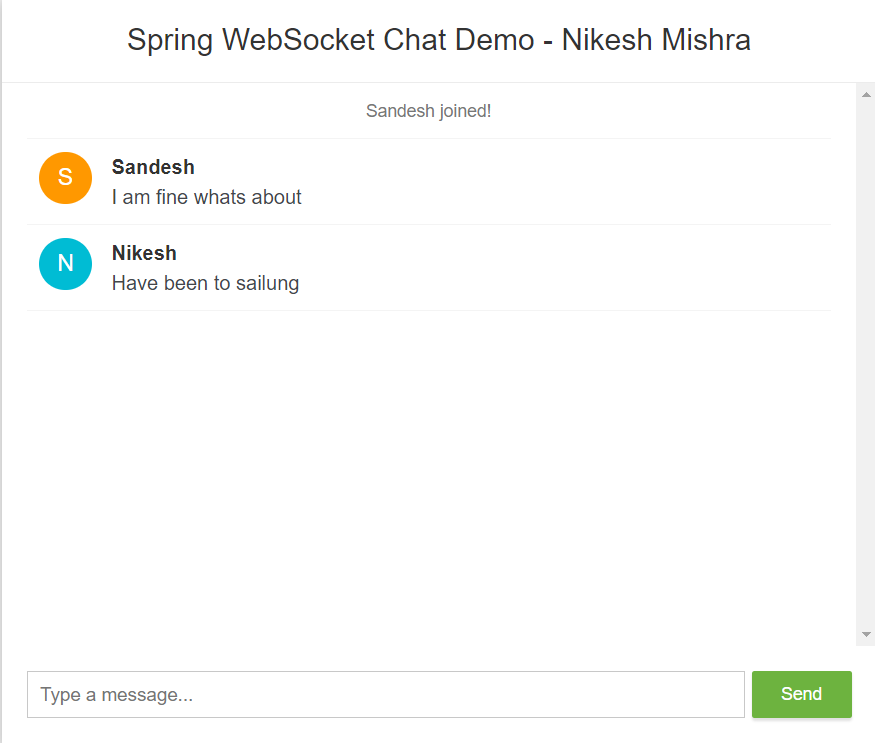 Spring WebSocket Chat Demo - Nikesh Mishra
Sandesh joined!
S
Sandesh
I am fine whats about
N
Nikesh
Have been to sailung
Type a message...
Send